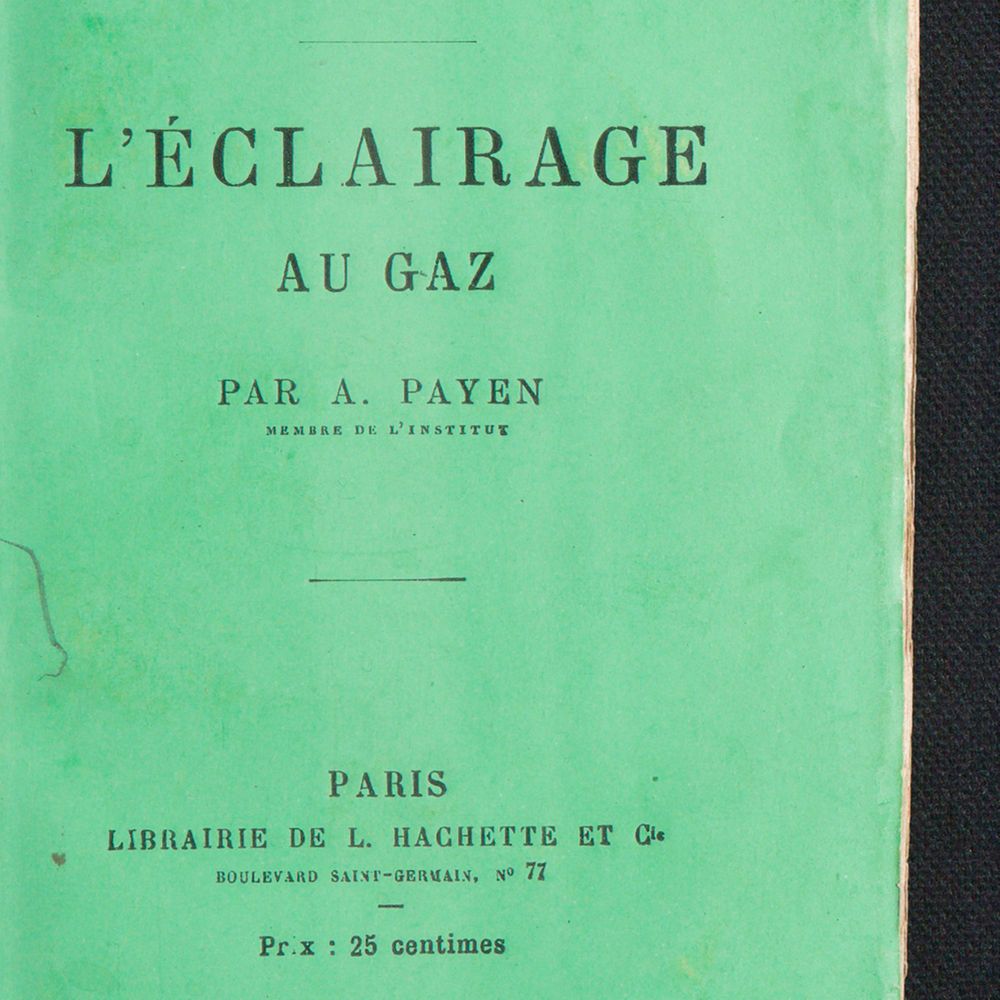 L'ÉCLAIRAGE
AU GAZ
PAR A. PAYEN
MEMBRE DE L'INSTITUT
PARIS
LIBRAIRIE DE L. HACHETTE ET Cie
BOULEVARD SAINT-GERMAIN, Nº 77
Prix : 25 centimes